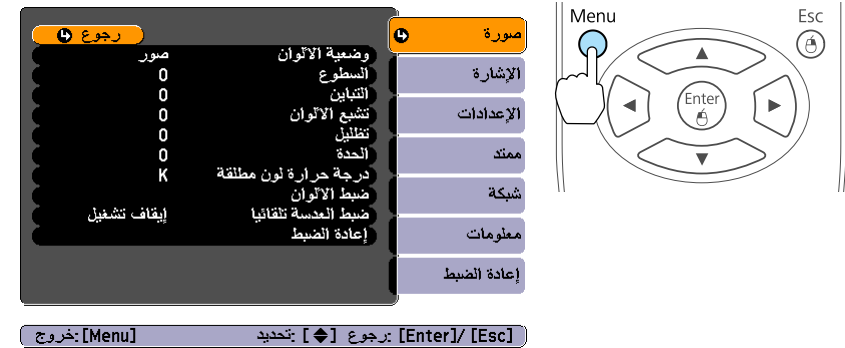 رجوع
وضعية الألوان صور
السطوع 0
التباين 0
تشبع الألوان 0
تظليل 0
الحدة 0
درجة حرارة لون مطلقة K
ضبط الألوان
ضبط العدسة تلقائيا إيقاف تشغيل
إعادة الضبط
صورة
الإشارة
الإعدادات
ممتد
شبكة
معلومات
إعادة الضبط
[Esc] /[Enter] :رجوع [ ] :تحديد [Menu]:خروج
Menu
Esc
Enter